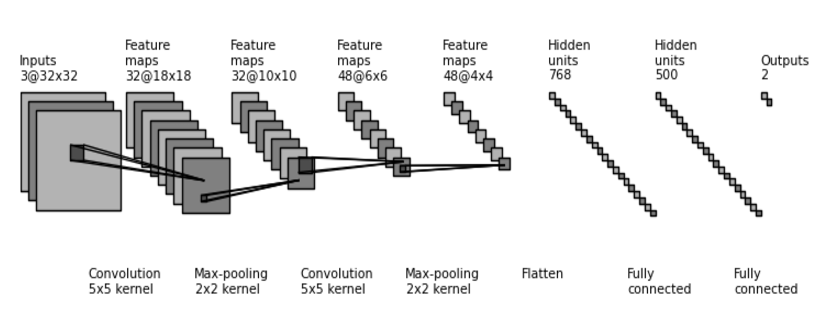 Inputs
3@32x32
Feature
maps
32@18x18
Feature
maps
32@10x10
Feature
maps
48@6x6
Feature
maps
48@4x4
Hidden
units
768
Hidden
units
500
Outputs
2
Convolution
5x5 kernel
Max-pooling
2x2 kernel
Convolution
5x5 kernel
Max-pooling
2x2 kernel
Flatten
Fully
connected
Fully
connected